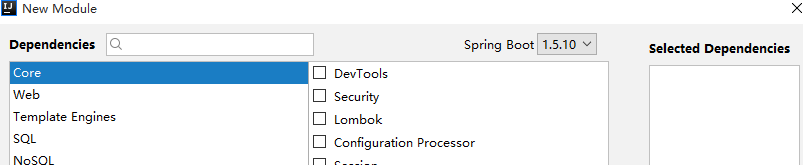 New Module
Dependencies
Spring Boot 1.5.10
Selected Dependencies
Core
Web
Template Engines
SQL
NoSQL
DevTools
Security
Lombok
Configuration Processor
Session